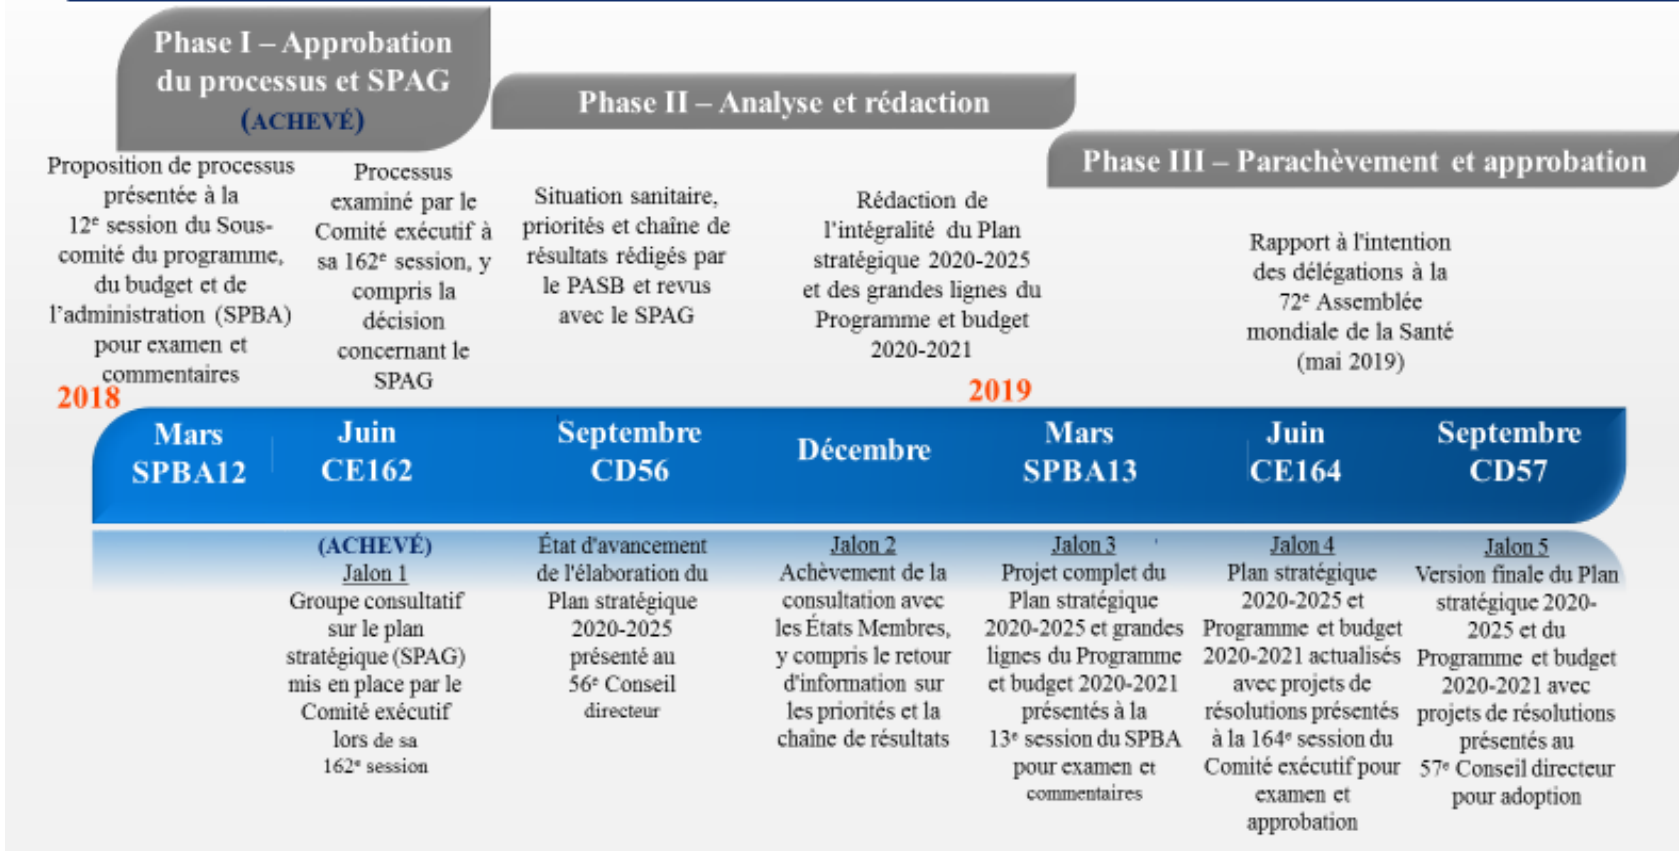 Phase I – Approbation
du processus et SPAG
(ACHEVÉ)
Phase II – Analyse et rédaction
Phase III – Parachèvement et approbation
Proposition de processus
présentée à la
12e session du Sous-
comité du programme,
du budget et de
l’administration (SPBA)
pour examen et
commentaires
Processus
examiné par le
Comité exécutif à
sa 162e session, y
compris la
décision
concernant le
SPAG
Situation sanitaire,
priorités et chaîne de
résultats rédigés par
le PASB et revus
avec le SPAG
Rédaction de
l’intégralité du Plan
stratégique 2020-2025
et des grandes lignes du
Programme et budget
2020-2021
Rapport à l'intention
des délégations à la
72e Assemblée
mondiale de la Santé
(mai 2019)
2018
2019
Mars
SPBA12
Juin
CE162
Septembre
CD56
Décembre
Mars
SPBA13
Juin
CE164
Septembre
CD57
(ACHEVÉ)
Jalon 1
Groupe consultatif
sur le plan
stratégique (SPAG)
mis en place par le
Comité exécutif
lors de sa
162e session
État d'avancement
de l'élaboration du
Plan stratégique
2020-2025
présenté au
56e Conseil
directeur
Jalon 2
Achèvement de la
consultation avec
les États Membres,
y compris le retour
d'information sur
les priorités et la
chaîne de résultats
Jalon 3
Projet complet du
Plan stratégique
2020-2025 et grandes
lignes du Programme
et budget 2020-2021
présentés à la
13e session du SPBA
pour examen et
commentaires
Jalon 4
Plan stratégique
2020-2025 et
Programme et budget
2020-2021 actualisés
avec projets de
résolutions présentés
à la 164e session du
Comité exécutif pour
examen et
approbation
Jalon 5
Version finale du Plan
stratégique 2020-
2025 et du
Programme et budget
2020-2021 avec
projets de résolutions
présentés au
57e Conseil directeur
pour adoption